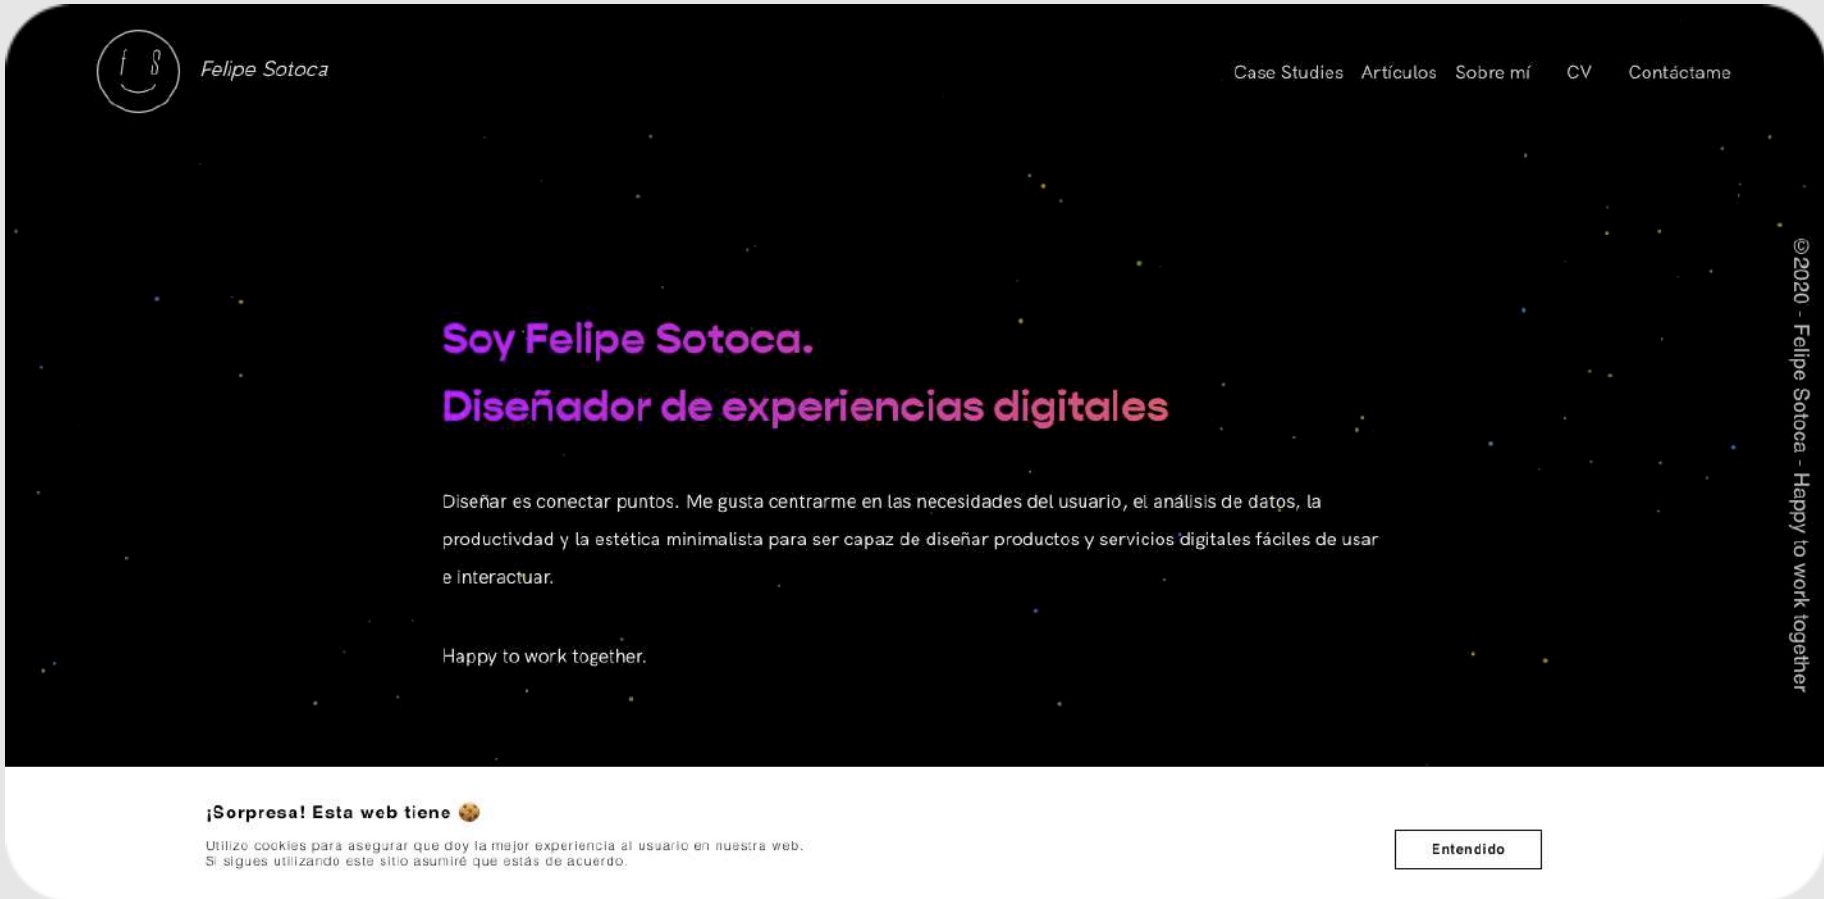 f S
Felipe Sotoca
Case Studies Artículos Sobre mí CV Contáctame
Soy Felipe Sotoca.
Diseñador de experiencias digitales
Diseñar es conectar puntos. Me gusta centrarme en las necesidades del usuario, el análisis de datos, la
productivdad y la estética minimalista para ser capaz de diseñar productos y servicios digitales fáciles de usar
e interactuar.
Happy to work together.
©2020 - Felipe Sotoca - Happy to work together
¡Sorpresa! Esta web tiene 🍪
Utilizo cookies para asegurar que doy la mejor experiencia al usuario en nuestra web.
Si sigues utilizando este sitio asumiré que estás de acuerdo.
Entendido